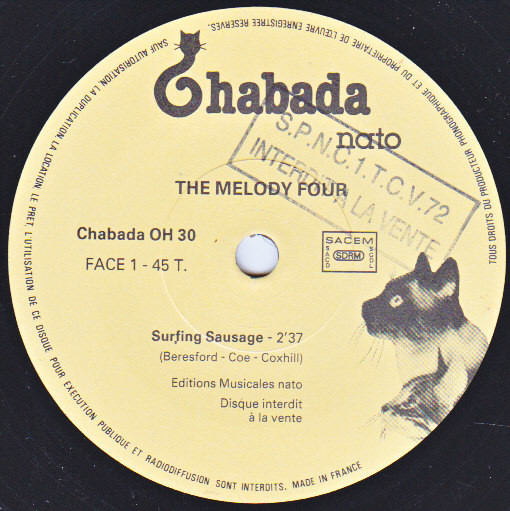 SAUF AUTORISATION LA DUPLICATION, LA LOCATION, LE PRET, L'UTILISATION DE CE DISQUE POUR EXECUTION PUBLIQUE ET RADIODIFFUSION SONT INTERDITS. MADE IN FRANCE
TOUS DROITS DU PRODUCTEUR PHONOGRAPHIQUE ET DU PROPRIETAIRE DE L'ŒUVRE ENREGISTREE RESERVES.
Chabada
nato
S.P.N.C.1.T.C.V.72
INTERDIT A LA VENTE
THE MELODY FOUR
Chabada OH 30
FACE 1 - 45 T.
SACEM
SACD
SDRM
SCGL
Surfing Sausage - 2'37
(Beresford - Coe - Coxhill)
Editions Musicales nato
Disque interdit
à la vente